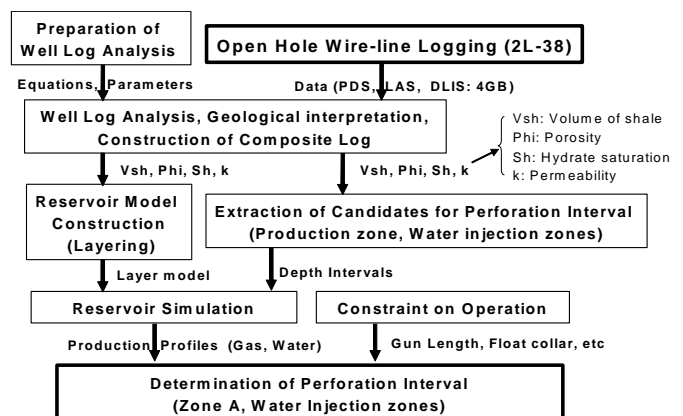 Preparation of
Well Log Analysis
Open Hole Wire-line Logging (2L-38)
Equations, Parameters
Data (PDS, LAS, DLIS: 4GB)
Well Log Analysis, Geological interpretation,
Construction of Composite Log
Vsh: Volume of shale
Phi: Porosity
Sh: Hydrate saturation
k: Permeability
Vsh, Phi, Sh, k
Vsh, Phi, Sh, k
Reservoir Model
Construction
(Layering)
Extraction of Candidates for Perforation Interval
(Production zone, Water injection zones)
Layer model
Depth Intervals
Reservoir Simulation
Constraint on Operation
Production Profiles (Gas, Water)
Gun Length, Float collar, etc
Determination of Perforation Interval
(Zone A, Water Injection zones)